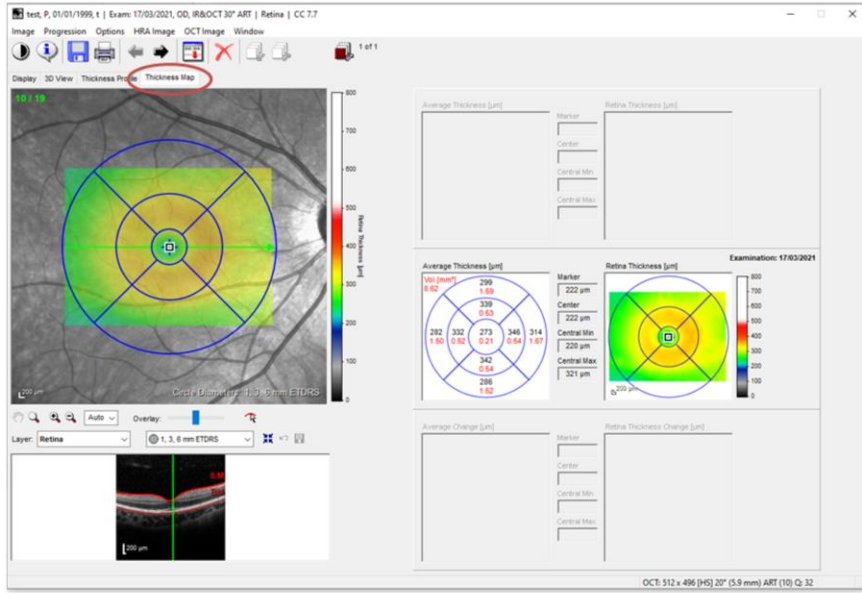 test, P, 01/01/1999, t | Exam: 17/03/2021, OD, IR&OCT 30° ART | Retina | CC 7.7
Image Progression Options HRA Image OCT Image Window
1 of 1
Display 3D View Thickness Profile Thickness Map
10 / 19
800
700
600
500
400
300
200
100
0
Retina Thickness [µm]
200 µm
Circle Diameters: 1, 3, 6 mm ETDRS
Auto Overlay:
Layer: Retina 1, 3, 6 mm ETDRS
ILM
200 µm
Average Thickness [µm] Marker Retina Thickness [µm]
Center
Central Min
Central Max
Examination: 17/03/2021
Average Thickness [µm] Marker Retina Thickness [µm]
Vol [mm³]
8.62
299
1.59
339
0.53
282 332 273 346 314
1.50 0.52 0.21 0.54 1.67
342
0.54
286
1.52
222 µm
Center
222 µm
Central Min
220 µm
Central Max
321 µm
800
700
600
500
400
300
200
100
0
200 µm
Average Change [µm] Marker Retina Thickness Change [µm]
Center
Central Min
Central Max
OCT: 512 x 496 [HS] 20° (5.9 mm) ART (10) Q: 32